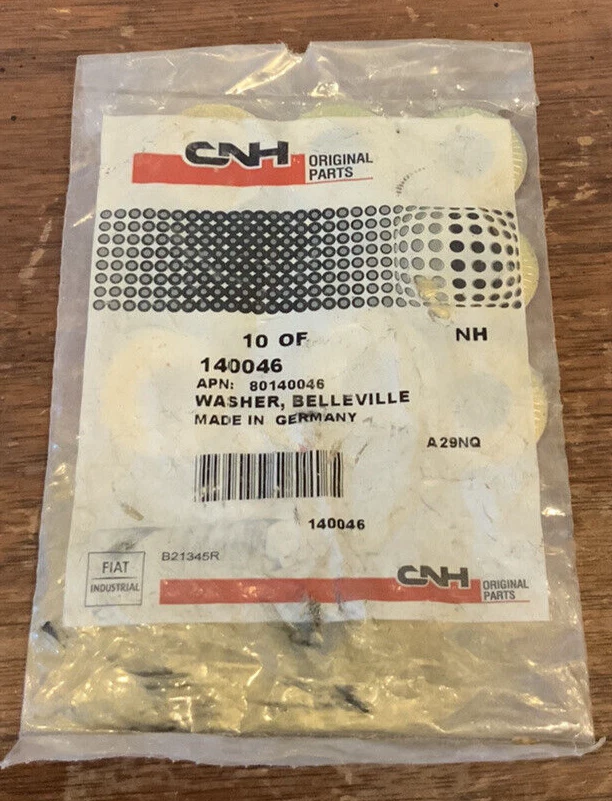 CNH ORIGINAL
PARTS
10 OF NH
140046
APN: 80140046
WASHER, BELLEVILLE
MADE IN GERMANY
A29NQ
140046
B21345R
FIAT
INDUSTRIAL
CNH ORIGINAL
PARTS